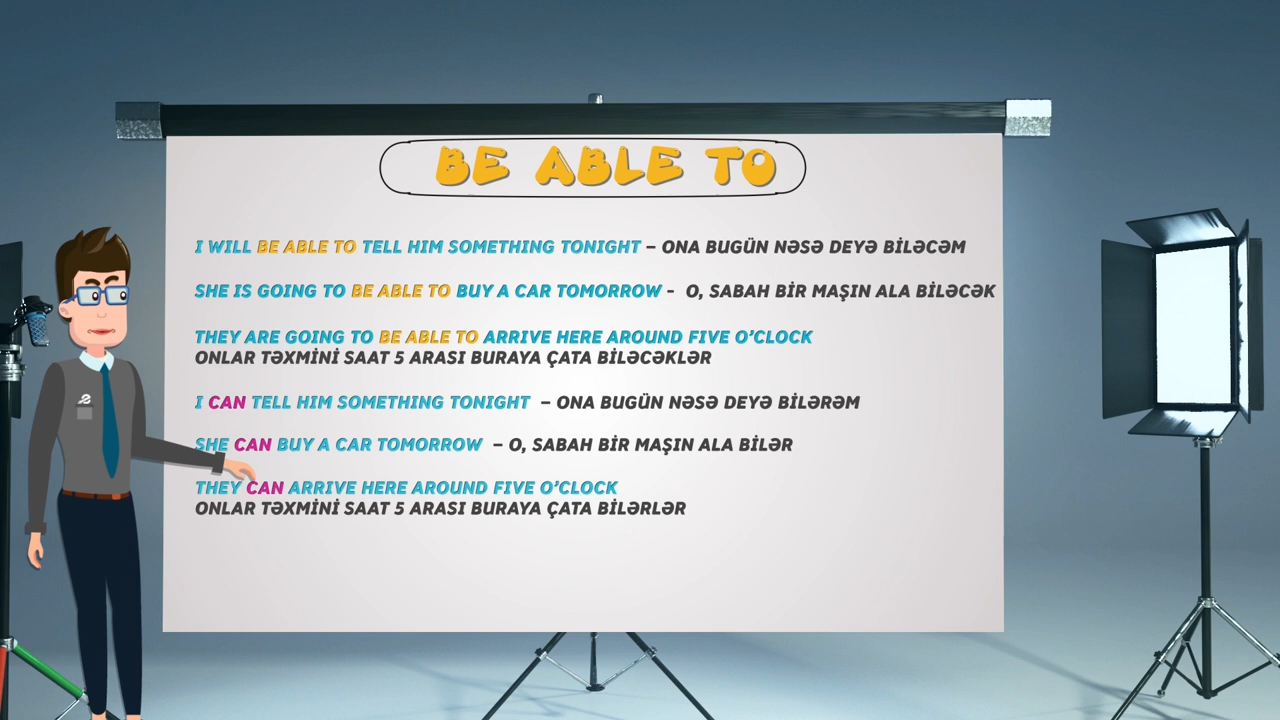 BE ABLE TO
I WILL BE ABLE TO TELL HIM SOMETHING TONIGHT – ONA BUGÜN NƏSƏ DEYƏ BİLƏCƏM
SHE IS GOING TO BE ABLE TO BUY A CAR TOMORROW - O, SABAH BİR MAŞIN ALA BİLƏCƏK
THEY ARE GOING TO BE ABLE TO ARRIVE HERE AROUND FIVE O'CLOCK
ONLAR TƏXMİNİ SAAT 5 ARASI BURAYA ÇATA BİLƏCƏKLƏR
I CAN TELL HIM SOMETHING TONIGHT – ONA BUGÜN NƏSƏ DEYƏ BİLƏRƏM
SHE CAN BUY A CAR TOMORROW – O, SABAH BİR MAŞIN ALA BİLƏR
THEY CAN ARRIVE HERE AROUND FIVE O'CLOCK
ONLAR TƏXMİNİ SAAT 5 ARASI BURAYA ÇATA BİLƏRLƏR